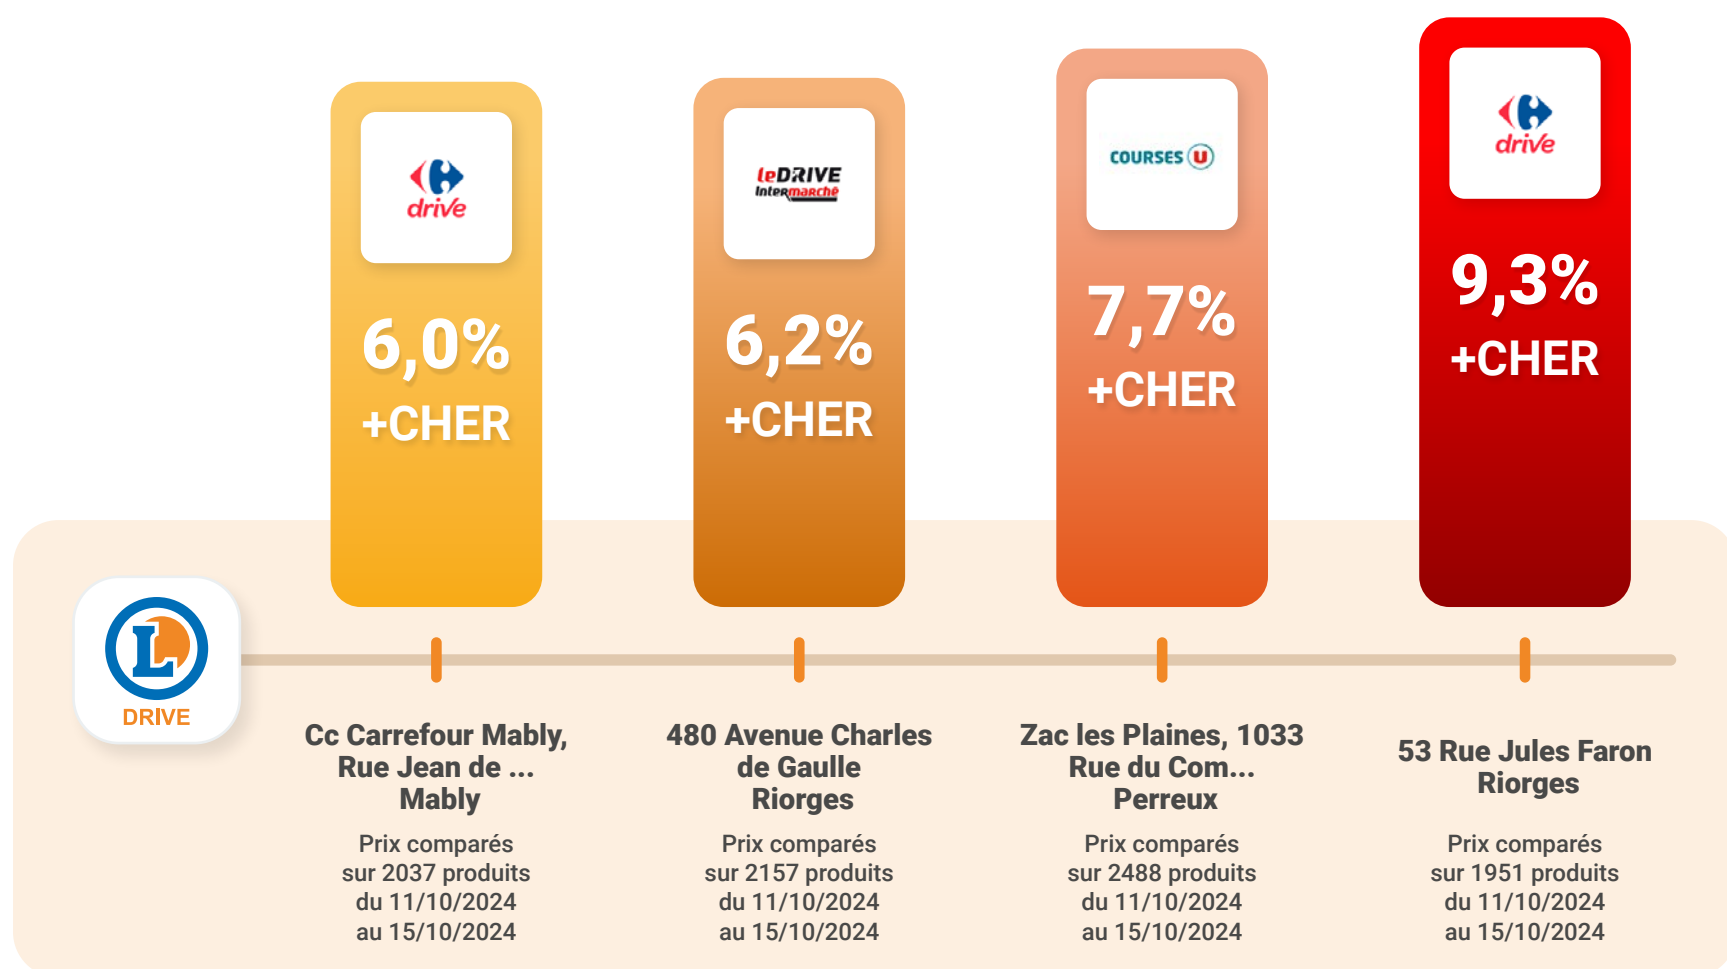 drive
6,0%
+CHER
leDRIVE
Intermarché
6,2%
+CHER
COURSES U
7,7%
+CHER
drive
9,3%
+CHER
L
DRIVE
Cc Carrefour Mably,
Rue Jean de ...
Mably
Prix comparés
sur 2037 produits
du 11/10/2024
au 15/10/2024
480 Avenue Charles
de Gaulle
Riorges
Prix comparés
sur 2157 produits
du 11/10/2024
au 15/10/2024
Zac les Plaines, 1033
Rue du Com...
Perreux
Prix comparés
sur 2488 produits
du 11/10/2024
au 15/10/2024
53 Rue Jules Faron
Riorges
Prix comparés
sur 1951 produits
du 11/10/2024
au 15/10/2024